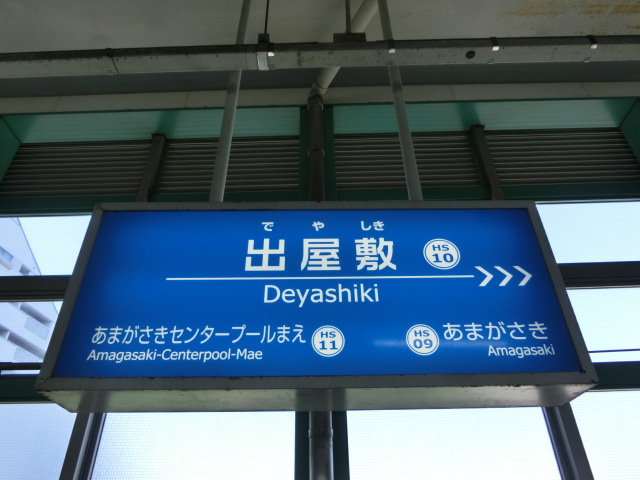 でやしき
出屋敷 HS 10
Deyashiki
あまがさきセンタープールまえ HS 11 HS 09 あまがさき
Amagasaki-Centerpool-Mae Amagasaki